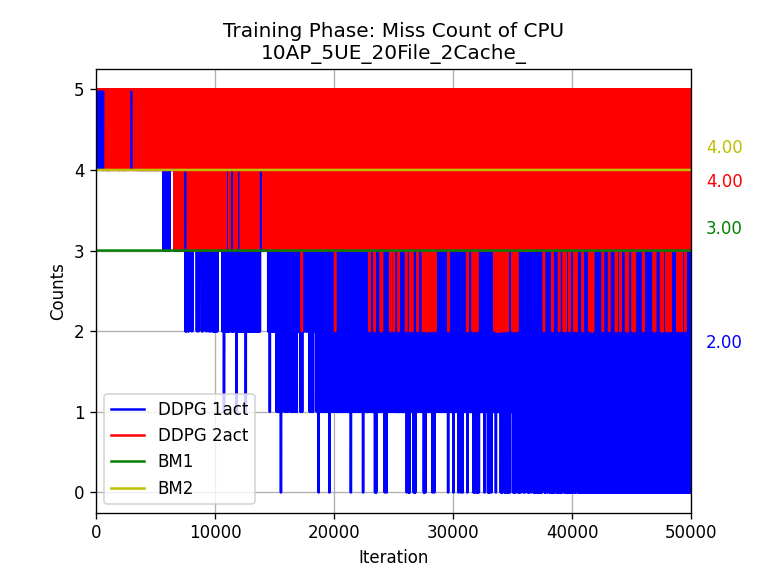 Training Phase: Miss Count of CPU
10AP_5UE_20File_2Cache_
5
4
3
2
1
0
Counts
4.00
4.00
3.00
2.00
DDPG 1act
DDPG 2act
BM1
BM2
0
10000
20000
30000
40000
50000
Iteration